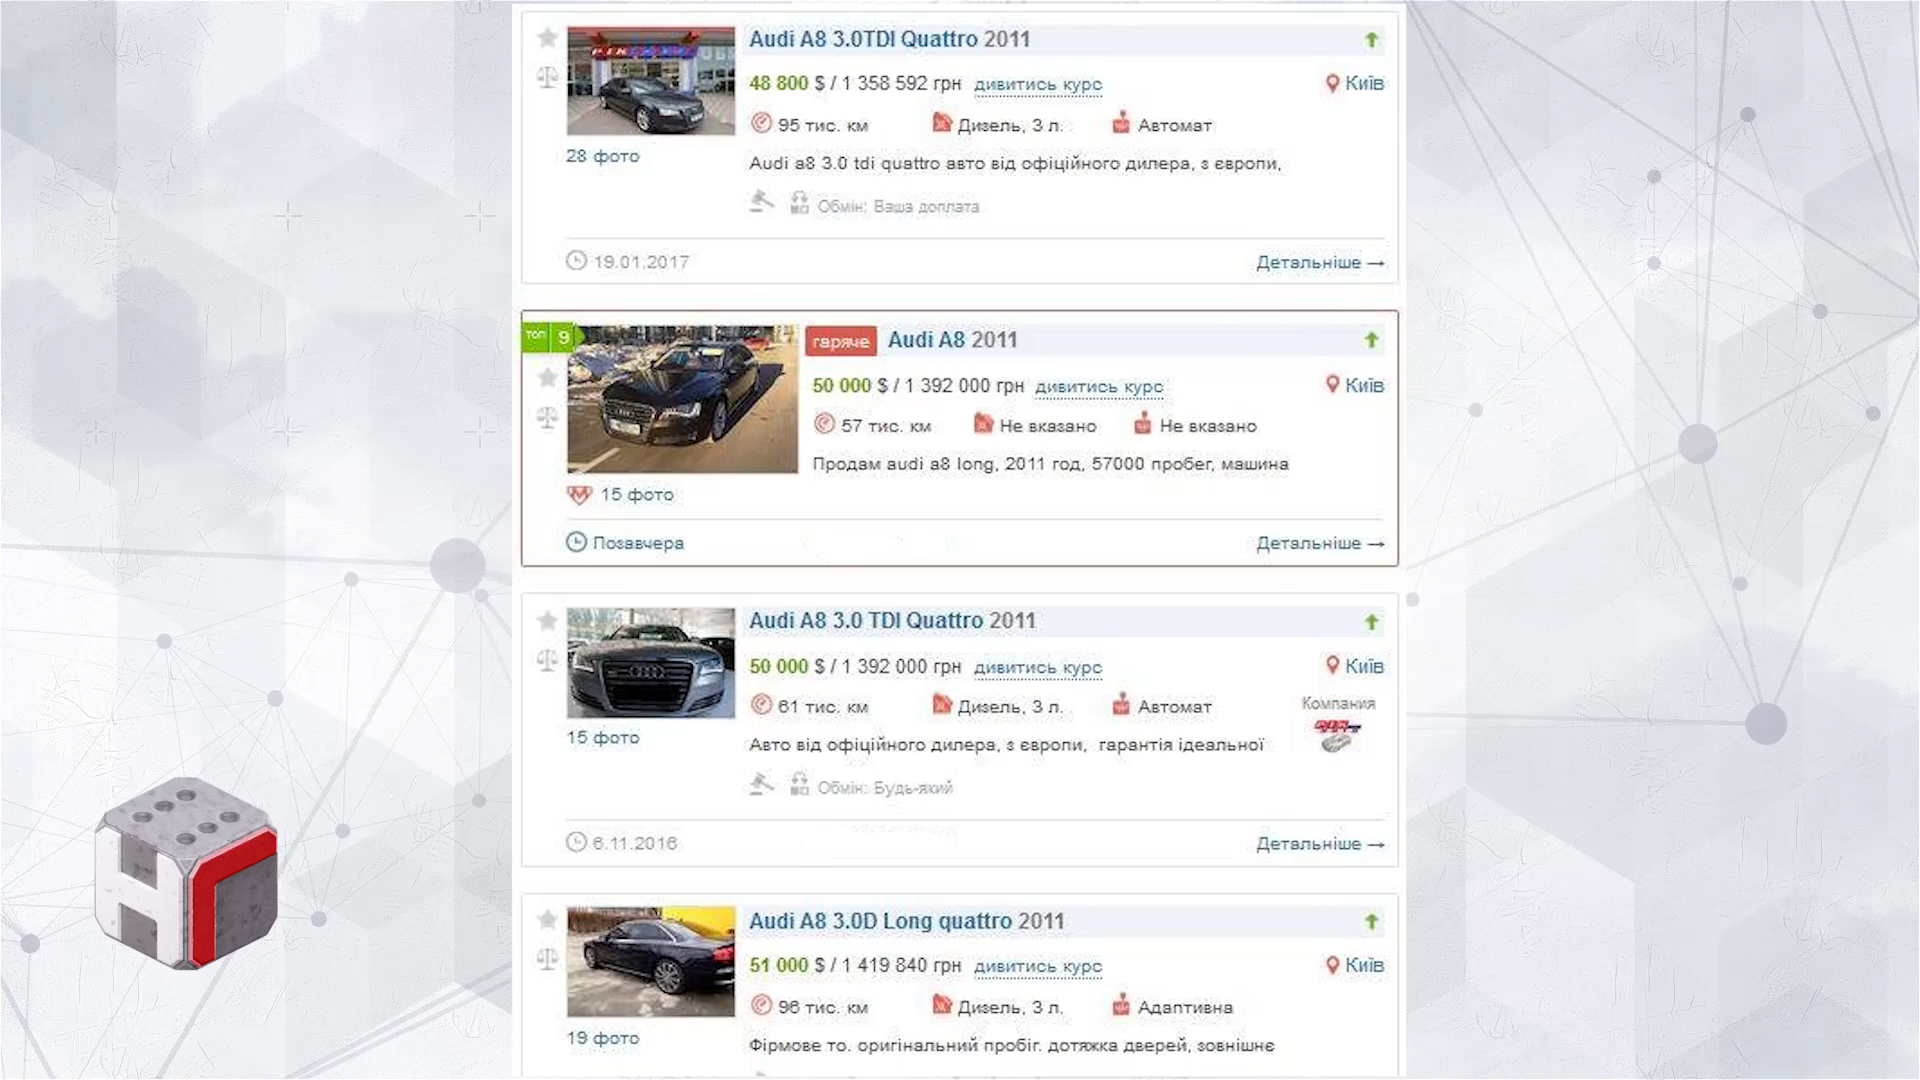 Audi A8 3.0TDI Quattro 2011
48 800 $ / 1 358 592 грн дивитись курс
Київ
95 тис. км Дизель, 3 л. Автомат
28 фото
Audi a8 3.0 tdi quattro авто від офіційного дилера, з європи,
Обмін: Ваша доплата
19.01.2017
Детальніше →
топ 9
гаряче Audi A8 2011
50 000 $ / 1 392 000 грн дивитись курс
Київ
57 тис. км Не вказано Не вказано
Продам audi a8 long, 2011 год, 57000 пробег, машина
15 фото
Позавчера
Детальніше →
Audi A8 3.0 TDI Quattro 2011
50 000 $ / 1 392 000 грн дивитись курс
Київ
61 тис. км Дизель, 3 л. Автомат
Компания
15 фото
Авто від офіційного дилера, з європи, гарантія ідеальної
Обмін: Будь-який
6.11.2016
Детальніше →
Audi A8 3.0D Long quattro 2011
51 000 $ / 1 419 840 грн дивитись курс
Київ
96 тис. км Дизель, 3 л. Адаптивна
19 фото
Фірмове то. оригінальний пробіг. дотяжка дверей, зовнішнє